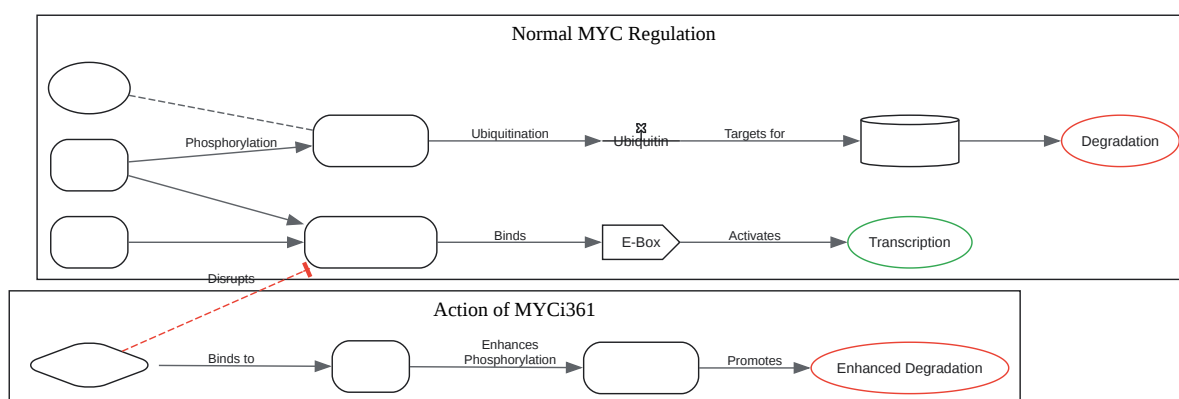 Normal MYC Regulation
Phosphorylation
Ubiquitination
Ubiquitin
Targets for
Degradation
Binds
E-Box
Activates
Transcription
Disrupts
Action of MYCi361
Binds to
Enhances
Phosphorylation
Promotes
Enhanced Degradation